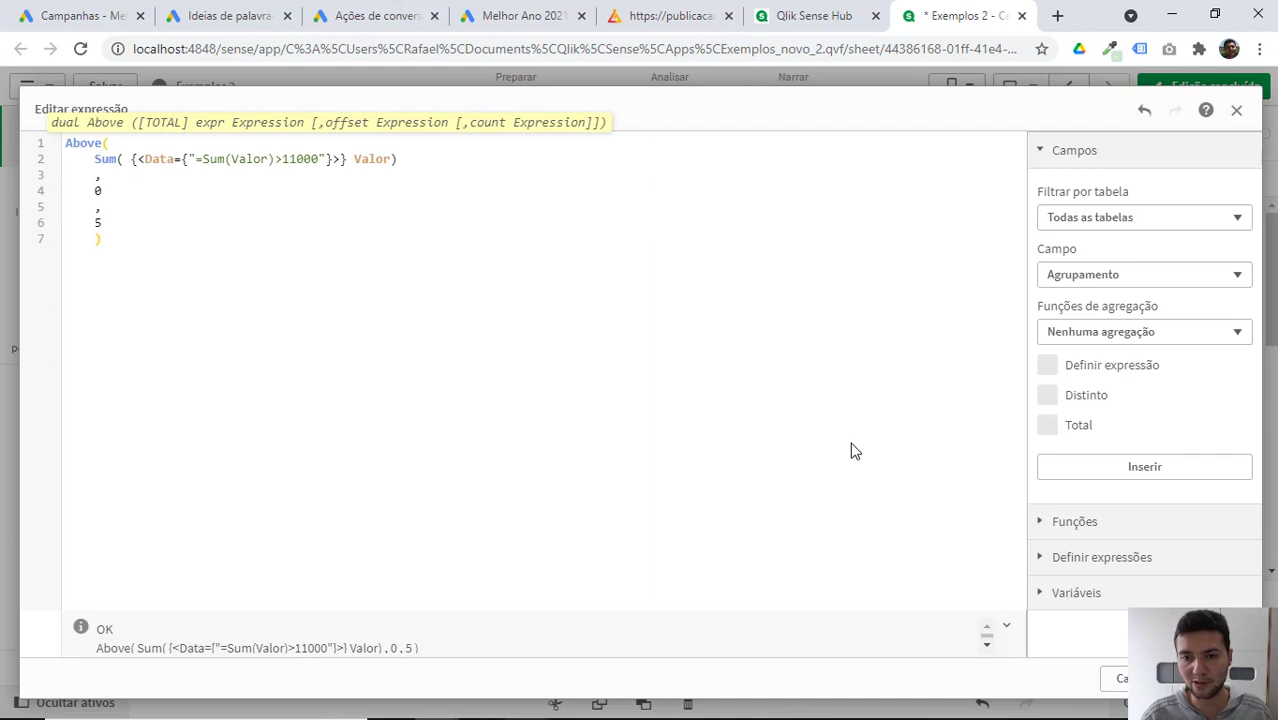 Campanhas - Me
Ideias de palavra-
Ações de convers
Melhor Ano 2021
https://publicaca
Qlik Sense Hub
* Exemplos 2 - Ce
localhost:4848/sense/app/C%3A%5CUsers%5CRafael%5CDocuments%5CQlik%5CSense%5CApps%5CExemplos_novo_2.qvf/sheet/44386168-01ff-41e4-...
Preparar
Analisar
Narrar
Editar expressão
dual Above ([TOTAL] expr Expression [,offset Expression [,count Expression]])
1 Above(
2 Sum( {<Data={"=Sum(Valor)>11000"}>} Valor)
3 ,
4 0
5 ,
6 5
7 )
Campos
Filtrar por tabela
Todas as tabelas
Campo
Agrupamento
Funções de agregação
Nenhuma agregação
Definir expressão
Distinto
Total
Inserir
Funções
Definir expressões
Variáveis
OK
Above( Sum( {<Data={"=Sum(Valor)>11000"}>} Valor),0,5 )
Ca
Ocultar ativos